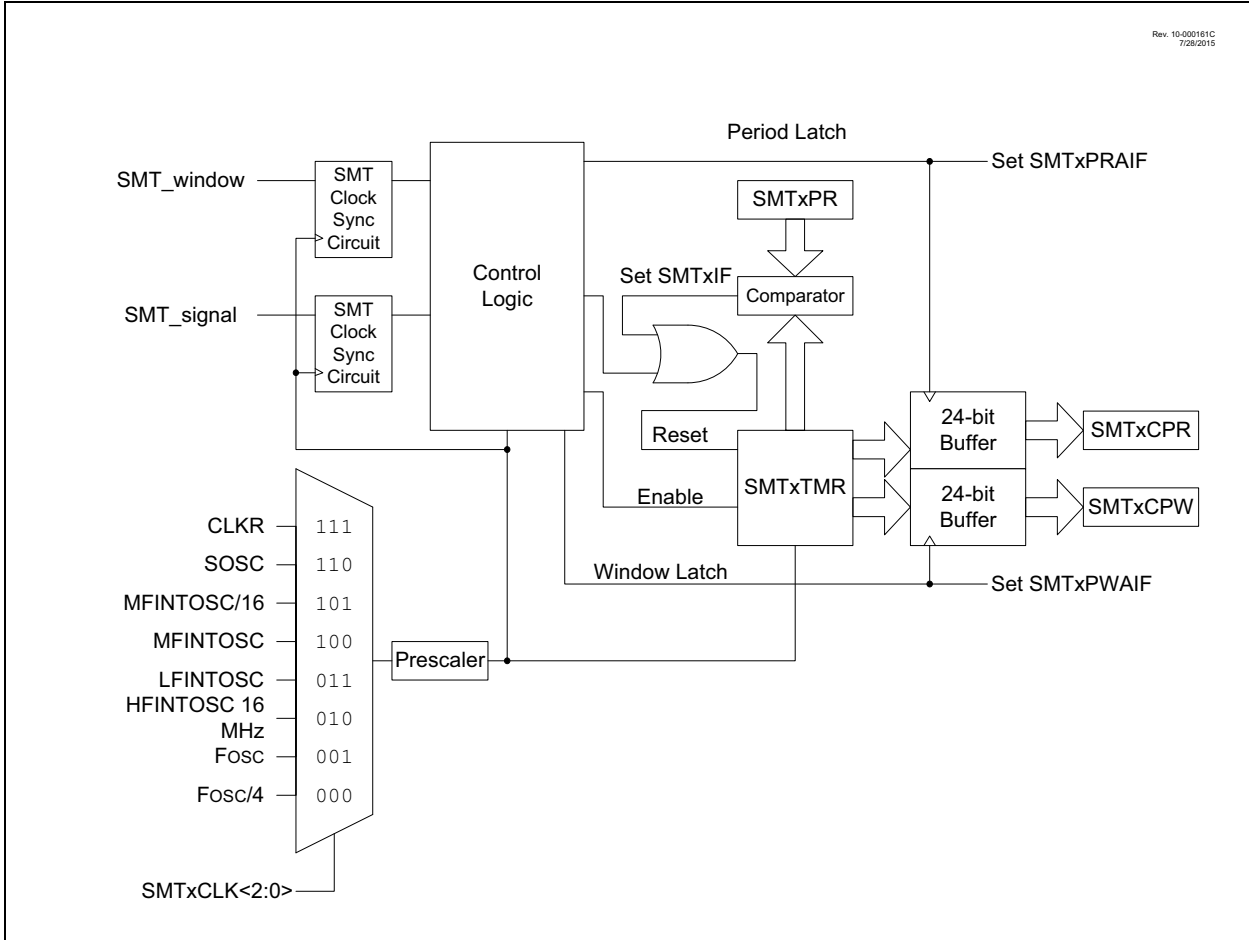 Rev. 10-000161C
7/28/2015
Period Latch
Set SMTxPRAIF
SMT_window
SMT
Clock
Sync
Circuit
SMTxPR
Control
Logic
Set SMTxIF
Comparator
SMT_signal
SMT
Clock
Sync
Circuit
Reset
SMTxTMR
24-bit
Buffer
SMTxCPR
Enable
24-bit
Buffer
SMTxCPW
Window Latch
Set SMTxPWAIF
CLKR 111
SOSC 110
MFINTOSC/16 101
MFINTOSC 100
Prescaler
LFINTOSC 011
HFINTOSC 16
MHz 010
FOSC 001
FOSC/4 000
SMTxCLK<2:0>